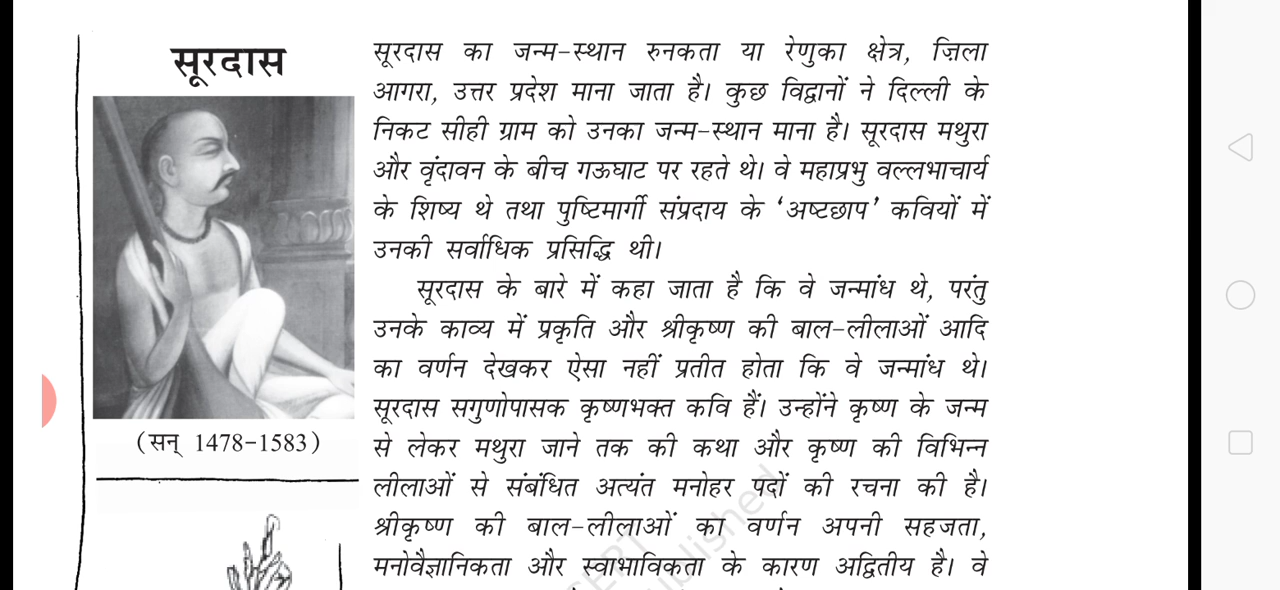 सूरदास
(सन् 1478-1583)
सूरदास का जन्म-स्थान रुनकता या रेणुका क्षेत्र, ज़िला
आगरा, उत्तर प्रदेश माना जाता है। कुछ विद्वानों ने दिल्ली के
निकट सीही ग्राम को उनका जन्म-स्थान माना है। सूरदास मथुरा
और वृंदावन के बीच गऊघाट पर रहते थे। वे महाप्रभु वल्लभाचार्य
के शिष्य थे तथा पुष्टिमार्गी संप्रदाय के ‘अष्टछाप’ कवियों में
उनकी सर्वाधिक प्रसिद्धि थी।
सूरदास के बारे में कहा जाता है कि वे जन्मांध थे, परंतु
उनके काव्य में प्रकृति और श्रीकृष्ण की बाल-लीलाओं आदि
का वर्णन देखकर ऐसा नहीं प्रतीत होता कि वे जन्मांध थे।
सूरदास सगुणोपासक कृष्णभक्त कवि हैं। उन्होंने कृष्ण के जन्म
से लेकर मथुरा जाने तक की कथा और कृष्ण की विभिन्न
लीलाओं से संबंधित अत्यंत मनोहर पदों की रचना की है।
श्रीकृष्ण की बाल-लीलाओं का वर्णन अपनी सहजता,
मनोवैज्ञानिकता और स्वाभाविकता के कारण अद्वितीय है। वे